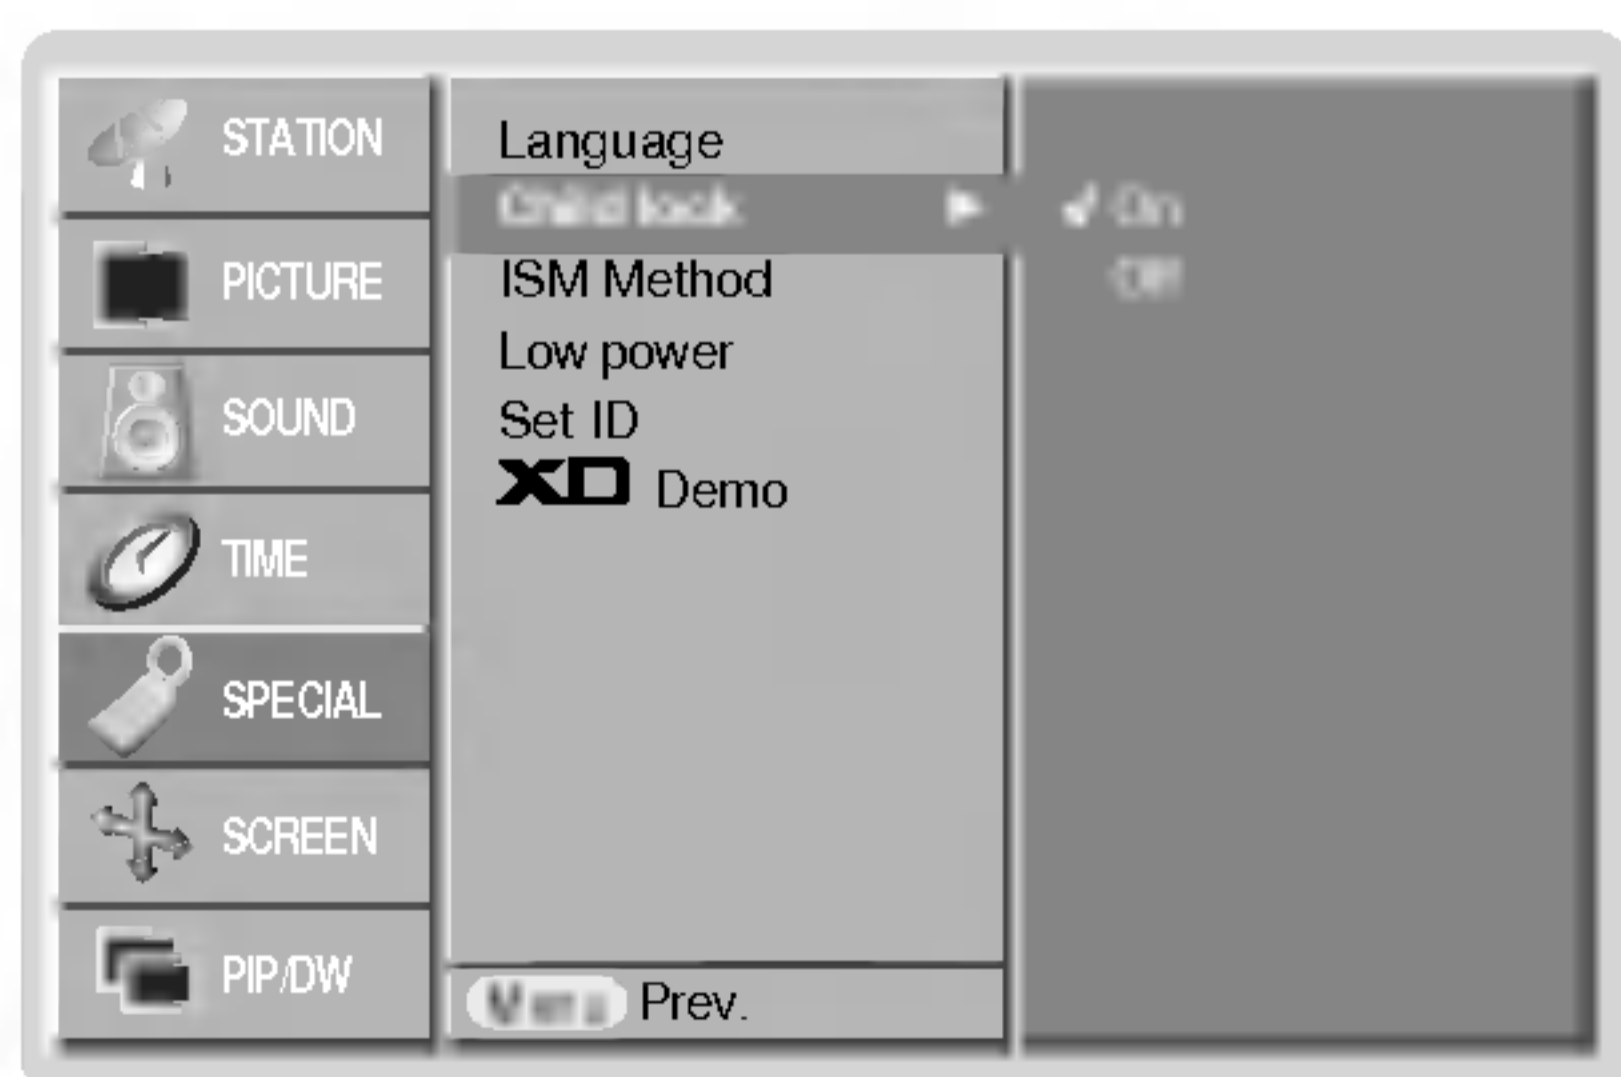 STATION
PICTURE
SOUND
TIME
SPECIAL
SCREEN
PIP/DW
Language
Child lock
ISM Method
Low power
Set ID
XD Demo
Prev.
On
Off